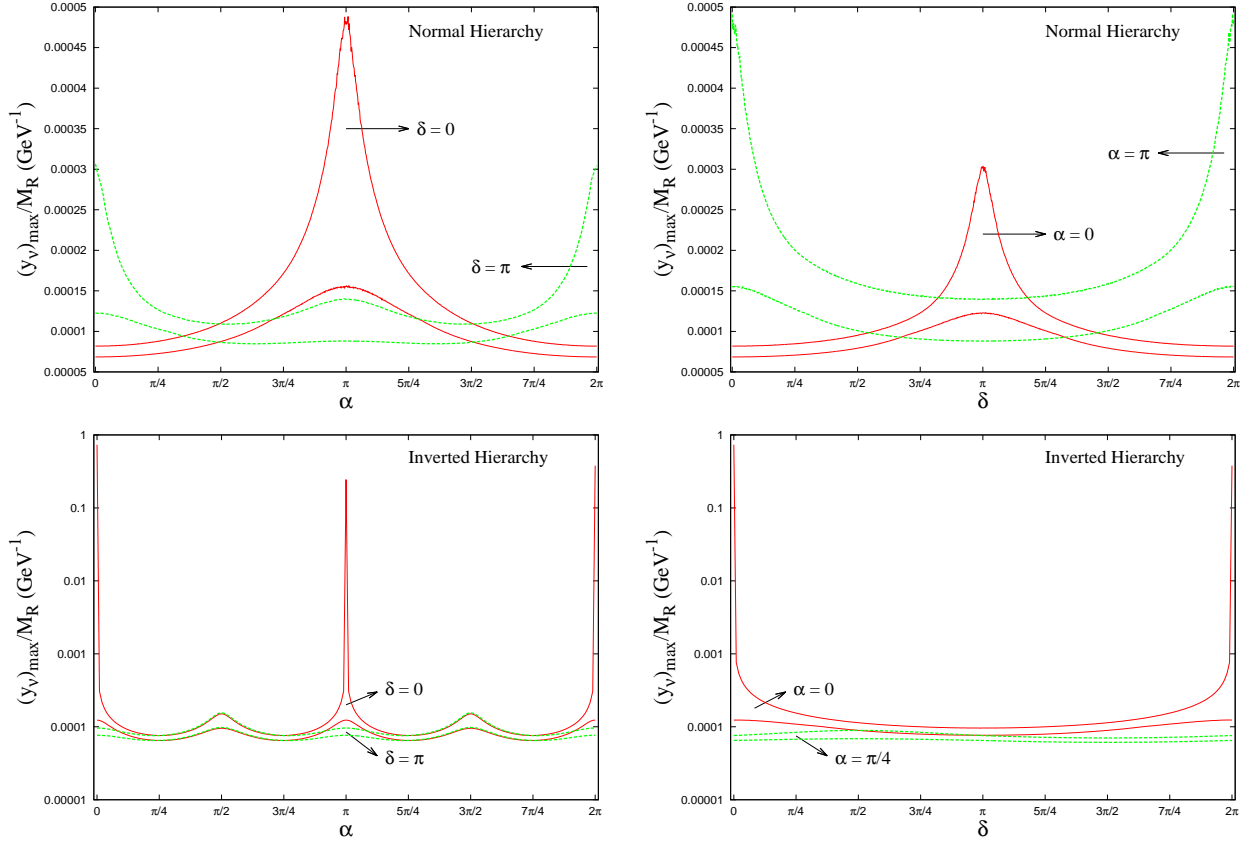 Normal Hierarchy
(yν)max/MR (GeV-1)
0.00045
0.0004
0.00035
0.0003
0.00025
0.0002
0.00015
0.0001
0.00005
δ = 0
δ = π
0 π/4 π/2 3π/4 π 5π/4 3π/2 7π/4 2π
α
Normal Hierarchy
(yν)max/MR (GeV-1)
0.00045
0.0004
0.00035
0.0003
0.00025
0.0002
0.00015
0.0001
0.00005
α = π
α = 0
0 π/4 π/2 3π/4 π 5π/4 3π/2 7π/4 2π
δ
Inverted Hierarchy
(yν)max/MR (GeV-1)
1
0.1
0.01
0.001
0.0001
0.00001
δ = 0
δ = π
0 π/4 π/2 3π/4 π 5π/4 3π/2 7π/4 2π
α
Inverted Hierarchy
(yν)max/MR (GeV-1)
1
0.1
0.01
0.001
0.0001
0.00001
α = 0
α = π/4
0 π/4 π/2 3π/4 π 5π/4 3π/2 7π/4 2π
δ